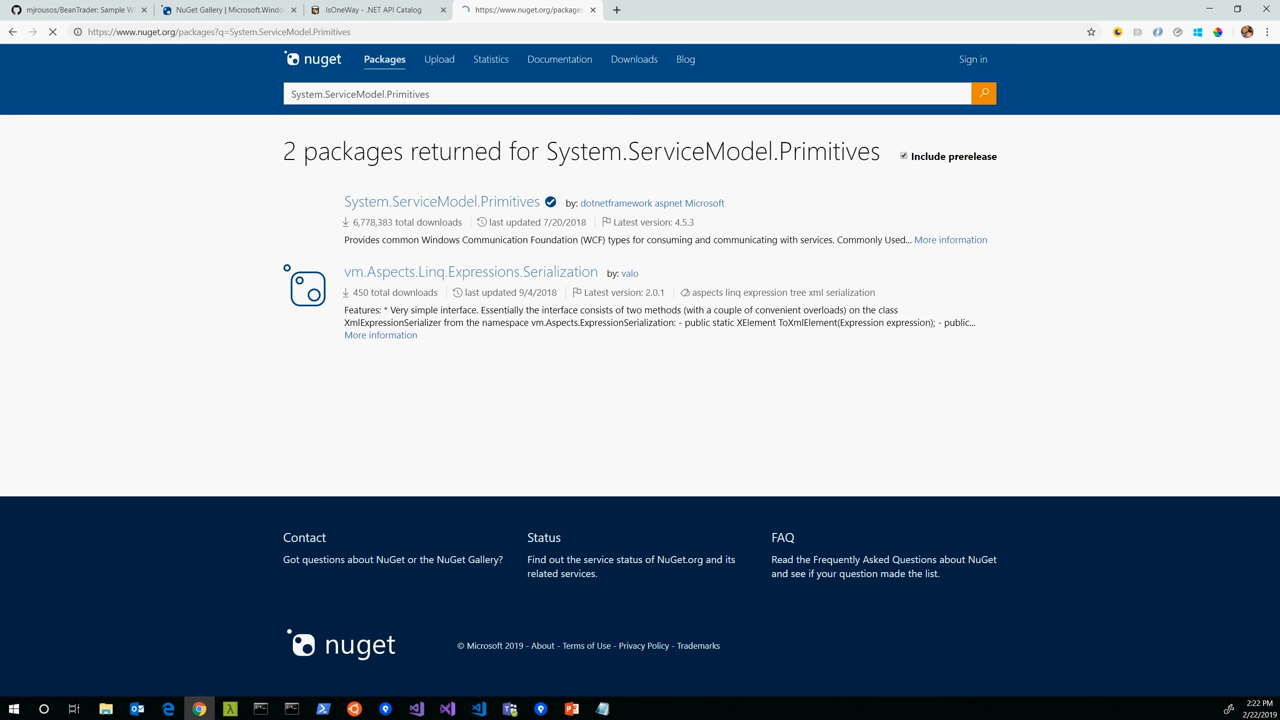 mjrousos/BeanTrader: Sample W
NuGet Gallery | Microsoft.Windo
IsOneWay - .NET API Catalog
https://www.nuget.org/packages
https://www.nuget.org/packages?q=System.ServiceModel.Primitives
nuget
Packages
Upload
Statistics
Documentation
Downloads
Blog
Sign in
System.ServiceModel.Primitives
2 packages returned for System.ServiceModel.Primitives
Include prerelease
System.ServiceModel.Primitives by: dotnetframework aspnet Microsoft
6,778,383 total downloads last updated 7/20/2018 Latest version: 4.5.3
Provides common Windows Communication Foundation (WCF) types for consuming and communicating with services. Commonly Used... More information
vm.Aspects.Linq.Expressions.Serialization by: valo
450 total downloads last updated 9/4/2018 Latest version: 2.0.1 aspects linq expression tree xml serialization
Features: * Very simple interface. Essentially the interface consists of two methods (with a couple of convenient overloads) on the class
XmlExpressionSerializer from the namespace vm.Aspects.ExpressionSerialization: - public static XElement ToXmlElement(Expression expression); - public...
More information
Contact
Got questions about NuGet or the NuGet Gallery?
Status
Find out the service status of NuGet.org and its
related services.
FAQ
Read the Frequently Asked Questions about NuGet
and see if your question made the list.
nuget
© Microsoft 2019 - About - Terms of Use - Privacy Policy - Trademarks
2:22 PM
2/22/2019